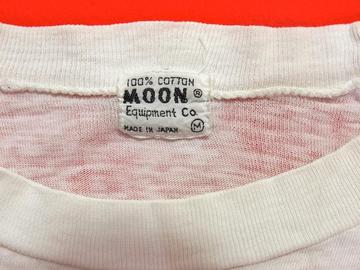 100% COTTON
MOON ®
Equipment Co.
MADE IN JAPAN M